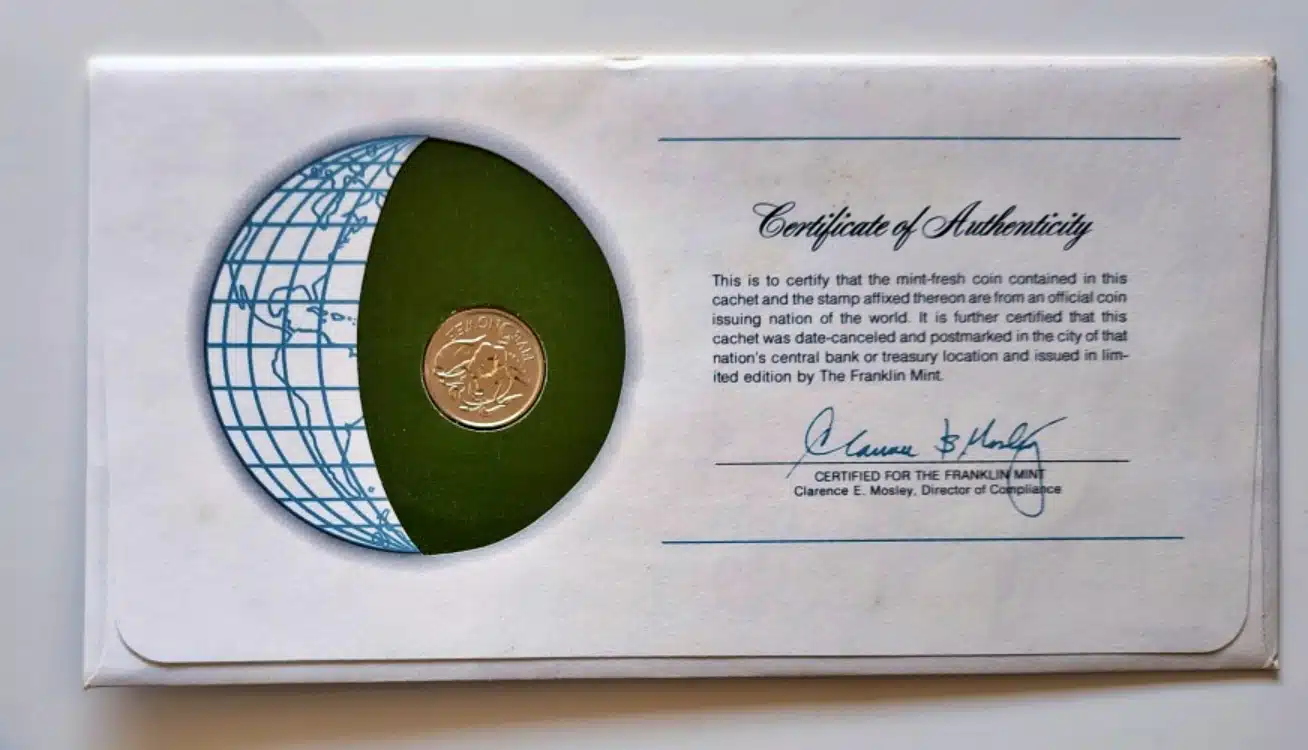 Certificate of Authenticity
This is to certify that the mint-fresh coin contained in this
cachet and the stamp affixed thereon are from an official coin
issuing nation of the world. It is further certified that this
cachet was date-canceled and postmarked in the city of that
nation's central bank or treasury location and issued in lim-
ited edition by The Franklin Mint.
CERTIFIED FOR THE FRANKLIN MINT
Clarence E. Mosley, Director of Compliance